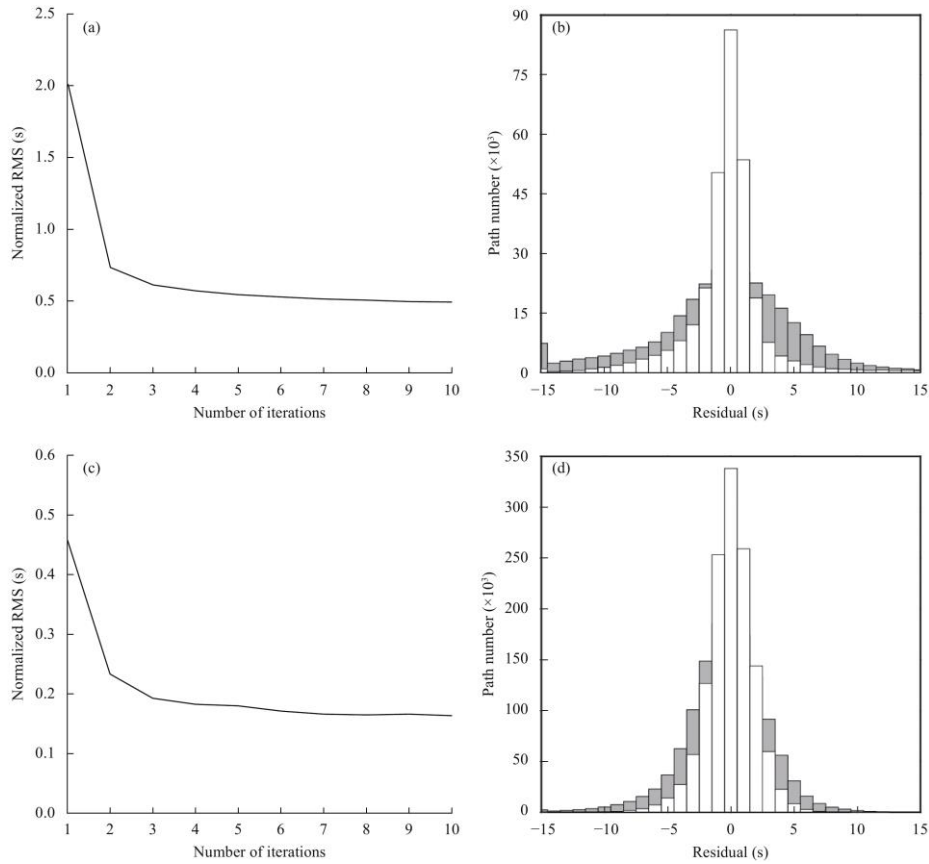 (a)
2.5
2.0
1.5
1.0
0.5
0.0
Normalized RMS (s)
1 2 3 4 5 6 7 8 9 10
Number of iterations
(b)
90
75
60
45
30
15
0
Path number (×10³)
−15 −10 −5 0 5 10 15
Residual (s)
(c)
0.6
0.5
0.4
0.3
0.2
0.1
0.0
Normalized RMS (s)
1 2 3 4 5 6 7 8 9 10
Number of iterations
(d)
350
300
250
200
150
100
50
0
Path number (×10³)
−15 −10 −5 0 5 10 15
Residual (s)